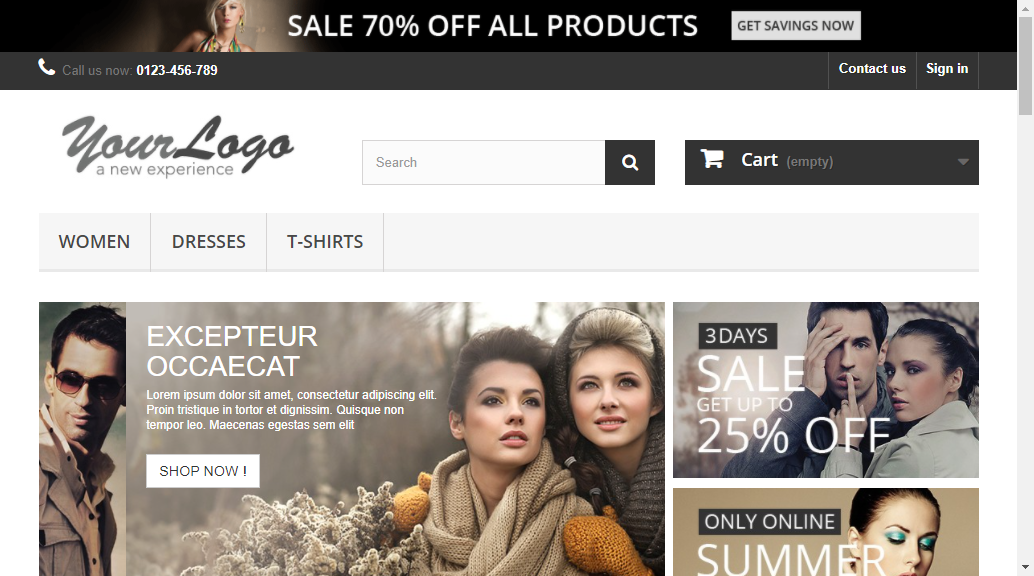 SALE 70% OFF ALL PRODUCTS
GET SAVINGS NOW
Call us now: 0123-456-789
Contact us
Sign in
YourLogo
a new experience
Search
Cart (empty)
WOMEN
DRESSES
T-SHIRTS
EXCEPTEUR
OCCAECAT
Lorem ipsum dolor sit amet, consectetur adipiscing elit.
Proin tristique in tortor et dignissim. Quisque non
tempor leo. Maecenas egestas sem elit
SHOP NOW !
3 DAYS
SALE
GET UP TO
25% OFF
ONLY ONLINE
SUMMER